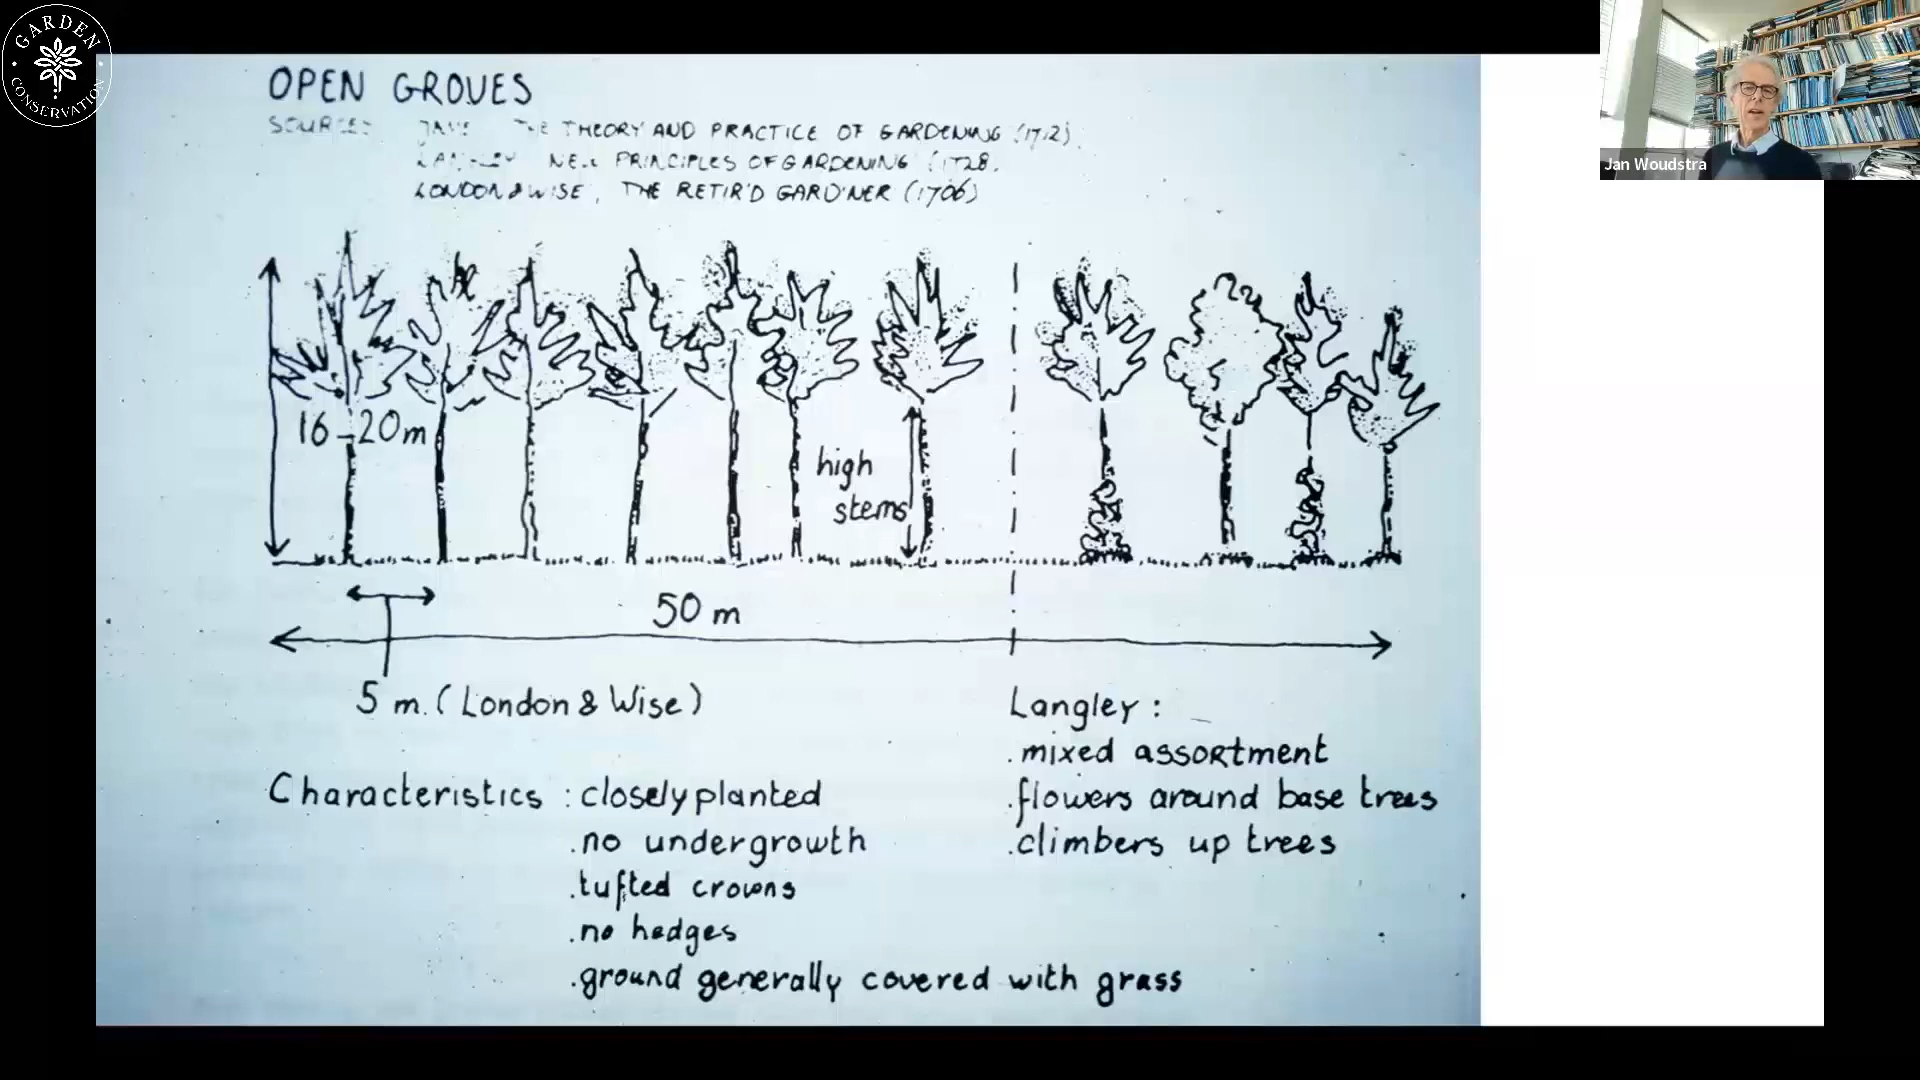 GARDEN CONSERVATION
Jan Woudstra
OPEN GROVES
THEORY AND PRACTICE OF GARDENING (1712)
PRINCIPLES OF GARDENING (1728.
LONDON & WISE, THE RETIR'D GARD'NER (1706)
16-20m
high
stems
50 m
5 m. (London & Wise)
Langley :
.mixed assortment
.flowers around base trees
.climbers up trees
Characteristics : closely planted
.no undergrowth
.tufted crowns
.no hedges
.ground generally covered with grass